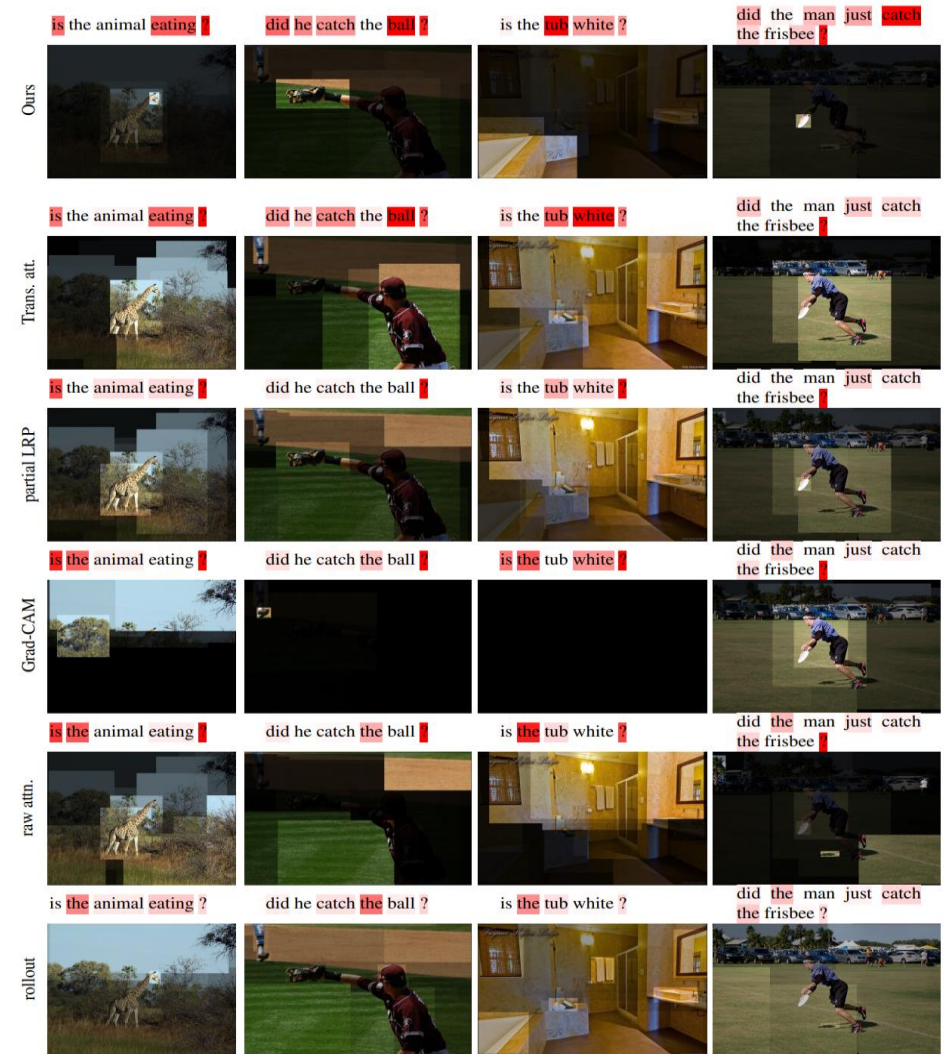 is the animal eating ?
did he catch the ball ?
is the tub white ?
did the man just catch
the frisbee ?
Ours
is the animal eating ?
did he catch the ball ?
is the tub white ?
did the man just catch
the frisbee ?
Trans. att.
is the animal eating ?
did he catch the ball ?
is the tub white ?
did the man just catch
the frisbee ?
partial LRP
is the animal eating ?
did he catch the ball ?
is the tub white ?
did the man just catch
the frisbee ?
Grad-CAM
is the animal eating ?
did he catch the ball ?
is the tub white ?
did the man just catch
the frisbee ?
raw attn.
is the animal eating ?
did he catch the ball ?
is the tub white ?
did the man just catch
the frisbee ?
rollout